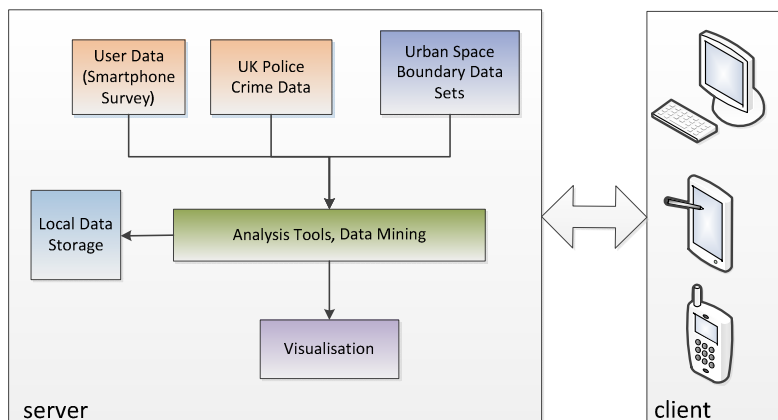 User Data
(Smartphone
Survey)
UK Police
Crime Data
Urban Space
Boundary Data
Sets
Local Data
Storage
Analysis Tools, Data Mining
Visualisation
server
client